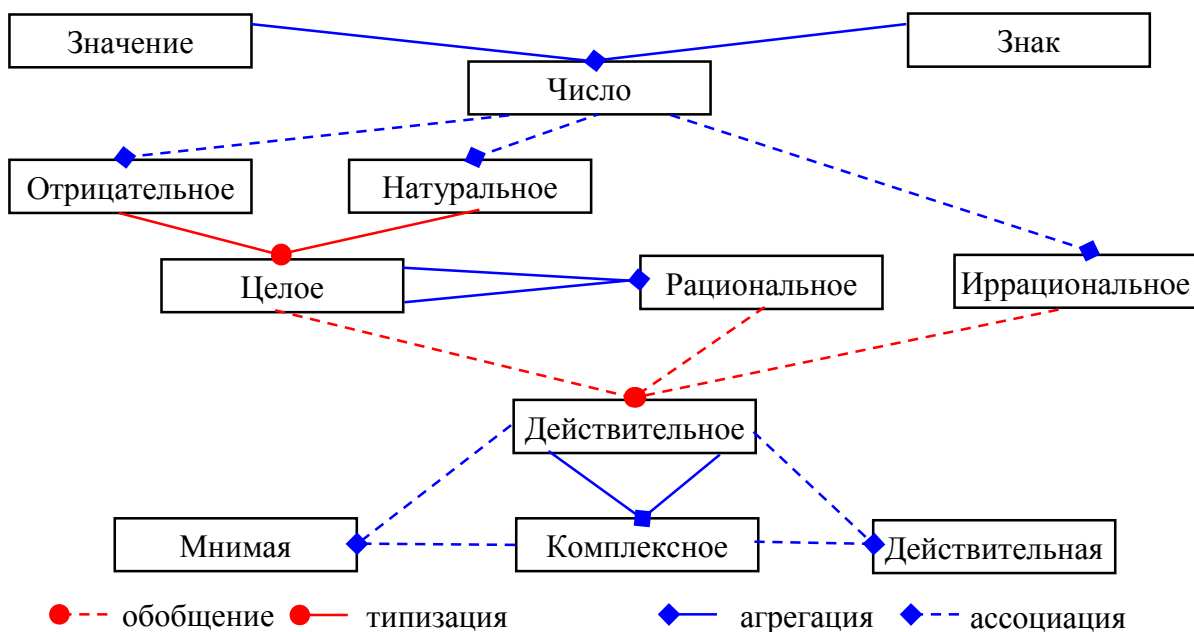 Значение
Знак
Число
Отрицательное
Натуральное
Целое
Рациональное
Иррациональное
Действительное
Мнимая
Комплексное
Действительная
обобщение
типизация
агрегация
ассоциация